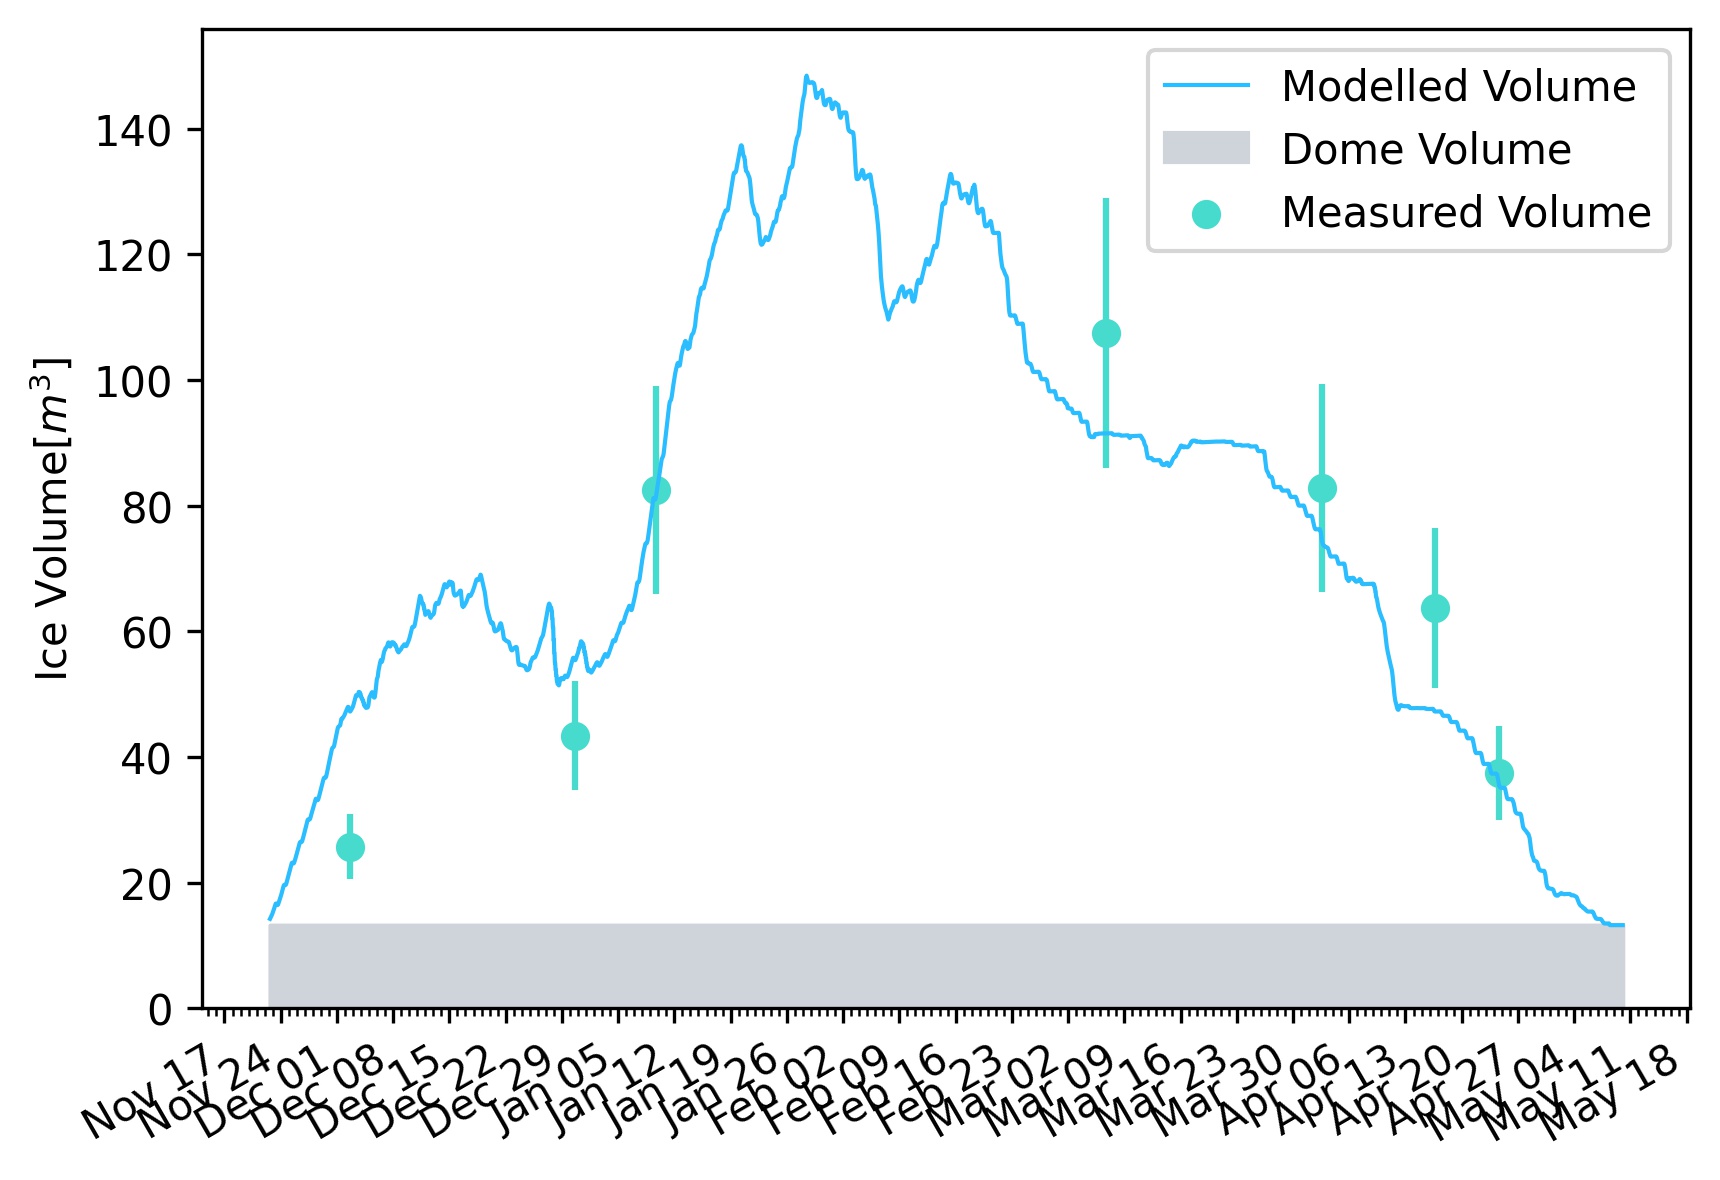 Modelled Volume
Dome Volume
Measured Volume
Ice Volume[m³]
140
120
100
80
60
40
20
0
Nov 17
Nov 24
Dec 01
Dec 08
Dec 15
Dec 22
Dec 29
Jan 05
Jan 12
Jan 19
Jan 26
Feb 02
Feb 09
Feb 16
Feb 23
Mar 02
Mar 09
Mar 16
Mar 23
Mar 30
Apr 06
Apr 13
Apr 20
Apr 27
May 04
May 11
May 18